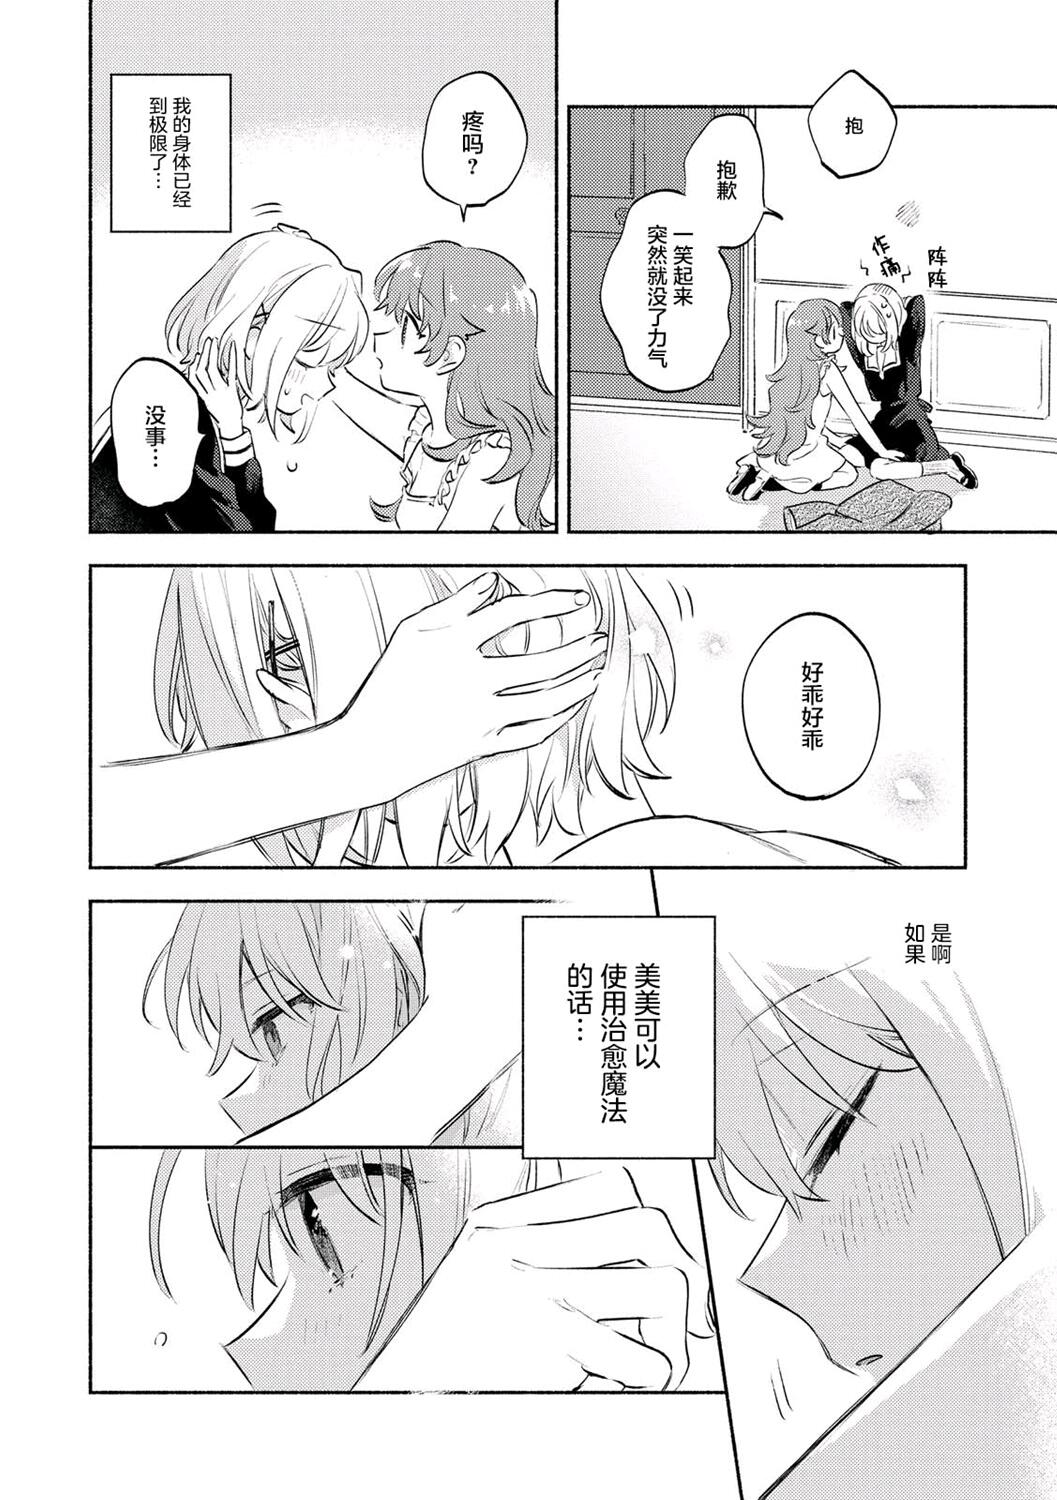 抱
抱歉
一笑起来
突然就没了力气
阵阵
作痛
疼吗？
我的身体已经
到极限了…
没事…
好乖好乖
是啊
如果
美美可以
使用治愈魔法
的话…